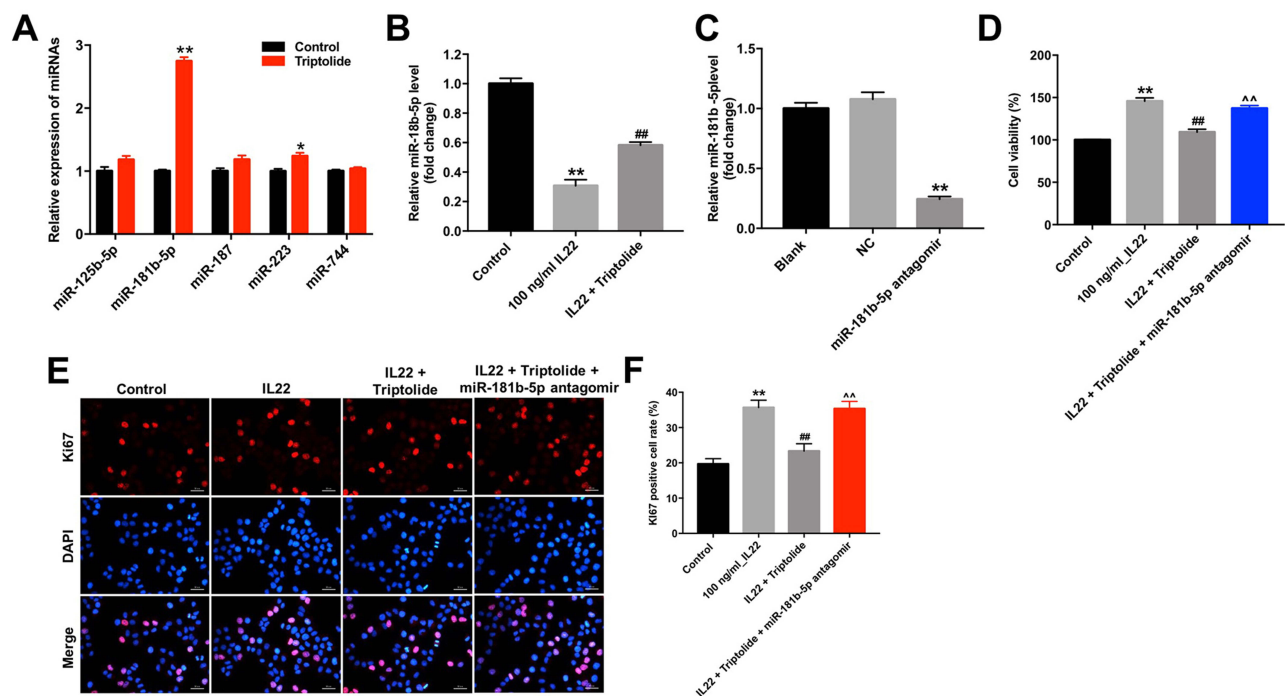 A
Relative expression of miRNAs
3
2
1
0
**
*
Control
Triptolide
miR-125b-5p
miR-181b-5p
miR-187
miR-223
miR-744
B
Relative miR-18b-5p level
(fold change)
1.2
1.0
0.8
0.6
0.4
0.2
0.0
**
##
Control
100 ng/ml IL22
IL22 + Triptolide
C
Relative miR-181b -5plevel
(fold change)
1.5
1.0
0.5
0.0
**
Blank
NC
miR-181b-5p antagomir
D
Cell viability (%)
200
150
100
50
0
**
##
^^
Control
100 ng/ml_IL22
IL22 + Triptolide
IL22 + Triptolide + miR-181b-5p antagomir
E
Control
IL22
IL22 +
Triptolide
IL22 + Triptolide +
miR-181b-5p antagomir
Ki67
DAPI
Merge
F
KI67 positive cell rate (%)
40
30
20
10
0
**
##
^^
Control
100 ng/ml_IL22
IL22 + Triptolide
IL22 + Triptolide + miR-181b-5p antagomir